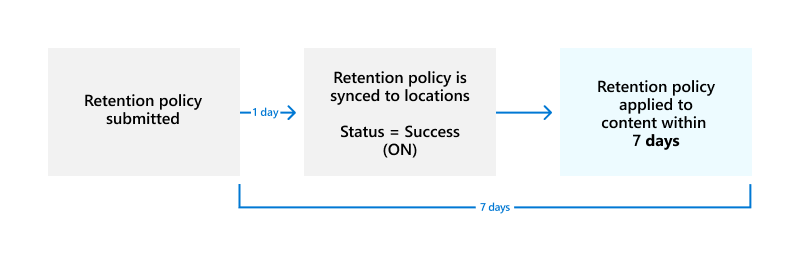 Retention policy
submitted
1 day
Retention policy is
synced to locations
Status = Success
(ON)
Retention policy
applied to
content within
7 days
7 days